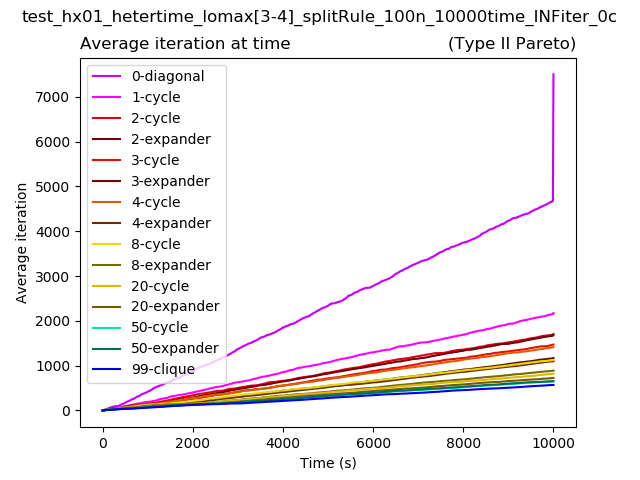 test_hx01_hetertime_lomax[3-4]_splitRule_100n_10000time_INFiter_0c
Average iteration at time (Type II Pareto)
0-diagonal
1-cycle
2-cycle
2-expander
3-cycle
3-expander
4-cycle
4-expander
8-cycle
8-expander
20-cycle
20-expander
50-cycle
50-expander
99-clique
7000
6000
5000
4000
3000
2000
1000
0
Average iteration
0 2000 4000 6000 8000 10000
Time (s)